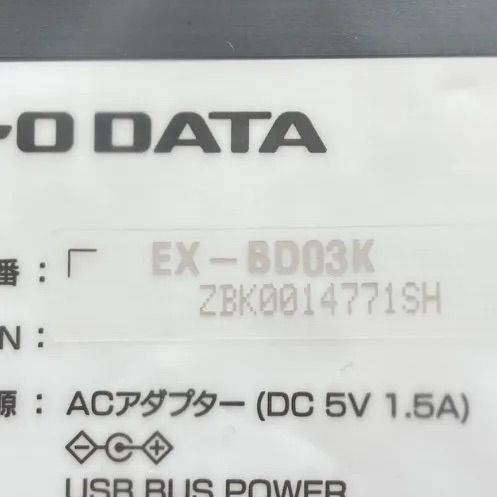 -O DATA
番：
EX-BD03K
ZBK0014771SH
N：
源：ACアダプター (DC 5V 1.5A)
USB BUS POWER